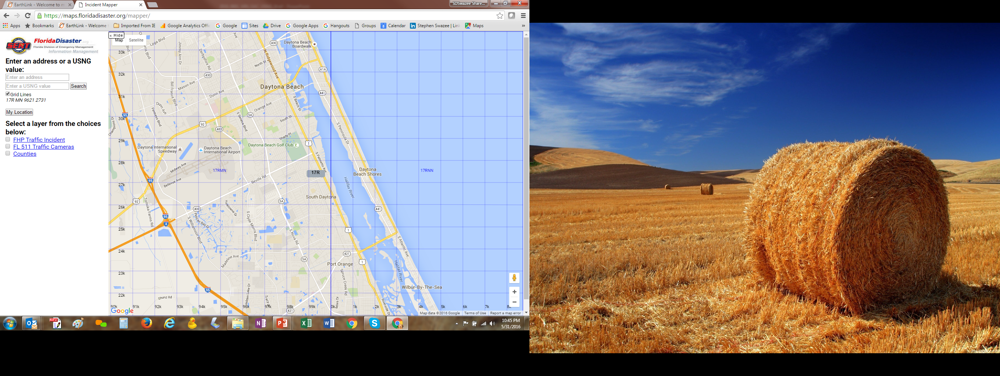 EarthLink - Welcome to m
Incident Mapper
SDSwazee Share...
https://maps.floridadisaster.org/mapper/
Apps
Bookmarks
EarthLink - Welcome
Imported From IE
Google Analytics Offic
Google
Sites
Drive
Google Apps
Hangouts
Groups
Calendar
Stephen Swazee | Link
Maps
»
SERT
FloridaDisaster.org
Florida Division of Emergency Management
Information Management
Enter an address or a USNG
value:
Enter an address
Enter a USNG value
Search
Grid Lines
17R MN 9621 2731
My Location
Select a layer from the choices
below:
FHP Traffic Incident
FL 511 Traffic Cameras
Counties
« Hide
Map
Satellite
Lpga Blvd
Jimmy Ann Dr
Derbyshire Rd
N Ridgewood Ave
430
Daytona Beach
Boardwalk
33k
North St
A1A
32k
430
Mason Ave
Bill France Blvd
Daytona Beach
441
Dunn Ave
31k
S Beach St
Dunn Ave
Fentress Blvd
Orange Ave
5A
95
30k
South St
S Seneca Blvd
92
483
S Peninsula Dr
Shady Pl
29k
Daytona Beach Golf Club
1
Daytona International
Speedway
Daytona Beach
International Airport
S Palmetto Ave
28k
Midway Ave
17RMN
17R
Daytona
Beach Shores
17RNN
Beville Rd
Bellevue Ave
95
27k
Halifax River
South Daytona
92
5A
26k
Tomoka Farms Rd
400
Yorktowne Dr
441
95
4
Pelican Bay Dr
S Williamson Blvd
S Clyde Morris Blvd
25k
1
S Nova Rd
S Atlantic Ave
24k
421
Madeline Ave
5A
Port Orange
1
Halifax River
23k
Spruce Creek Rd
Wilbur-By-The-Sea
95
22k
Shunz Rd
Hidden Lake Dr
Tracy
Miles Dr
Riverside Dr
90k
91k
92k
93k
94k
95k
96k
97k
98k
99k
0k
2k
4k
5k
6k
7k
421
Google
Map data ©2016 Google
Terms of Use
Report a map error
10:45 PM
5/31/2016